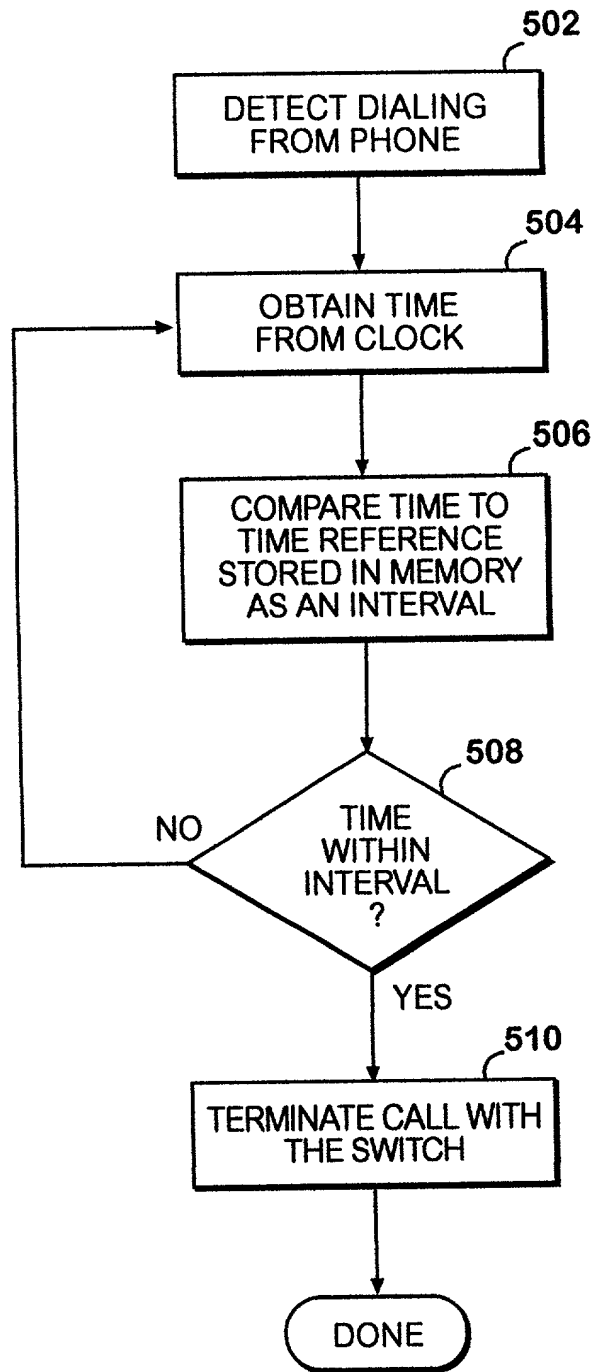 502
DETECT DIALING
FROM PHONE
504
OBTAIN TIME
FROM CLOCK
506
COMPARE TIME TO
TIME REFERENCE
STORED IN MEMORY
AS AN INTERVAL
508
NO
TIME
WITHIN
INTERVAL
?
YES
510
TERMINATE CALL WITH
THE SWITCH
DONE